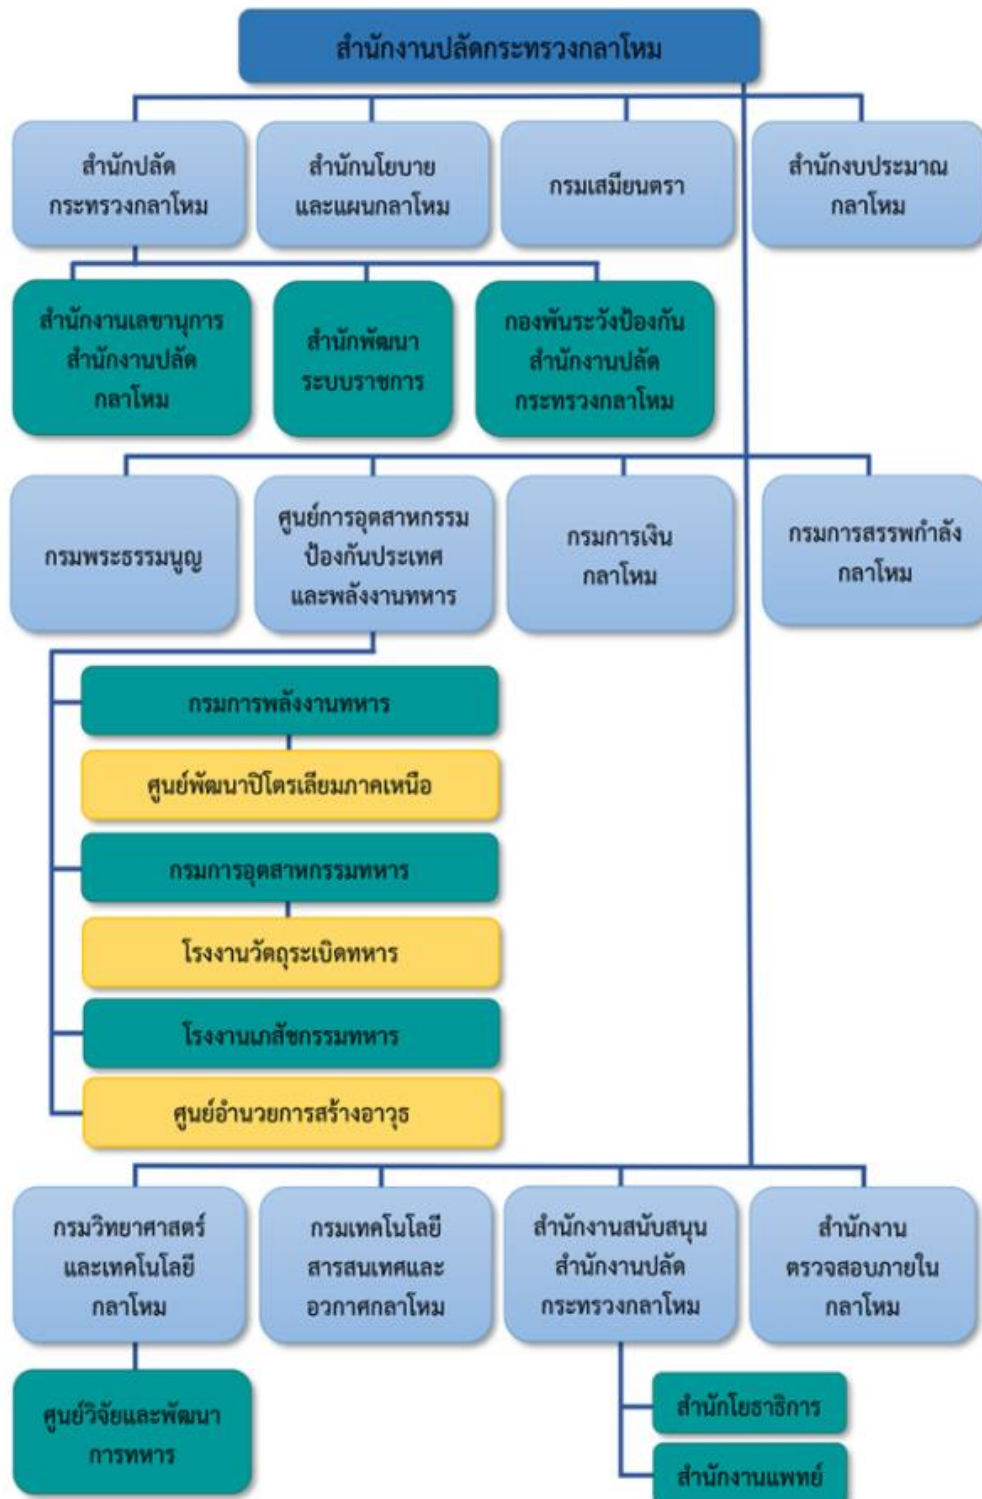 สำนักงานปลัดกระทรวงกลาโหม
สำนักปลัด
กระทรวงกลาโหม
สำนักนโยบาย
และแผนกลาโหม
กรมเสมียนตรา
สำนักงบประมาณ
กลาโหม
สำนักงานเลขานุการ
สำนักงานปลัด
กลาโหม
สำนักพัฒนา
ระบบราชการ
กองพันระวังป้องกัน
สำนักงานปลัด
กระทรวงกลาโหม
กรมพระธรรมนูญ
ศูนย์การอุตสาหกรรม
ป้องกันประเทศ
และพลังงานทหาร
กรมการเงิน
กลาโหม
กรมการสรรพกำลัง
กลาโหม
กรมการพลังงานทหาร
ศูนย์พัฒนาปิโตรเลียมภาคเหนือ
กรมการอุตสาหกรรมทหาร
โรงงานวัตถุระเบิดทหาร
โรงงานเภสัชกรรมทหาร
ศูนย์อำนวยการสร้างอาวุธ
กรมวิทยาศาสตร์
และเทคโนโลยี
กลาโหม
กรมเทคโนโลยี
สารสนเทศและ
อวกาศกลาโหม
สำนักงานสนับสนุน
สำนักงานปลัด
กระทรวงกลาโหม
สำนักงาน
ตรวจสอบภายใน
กลาโหม
ศูนย์วิจัยและพัฒนา
การทหาร
สำนักโยธาธิการ
สำนักงานแพทย์